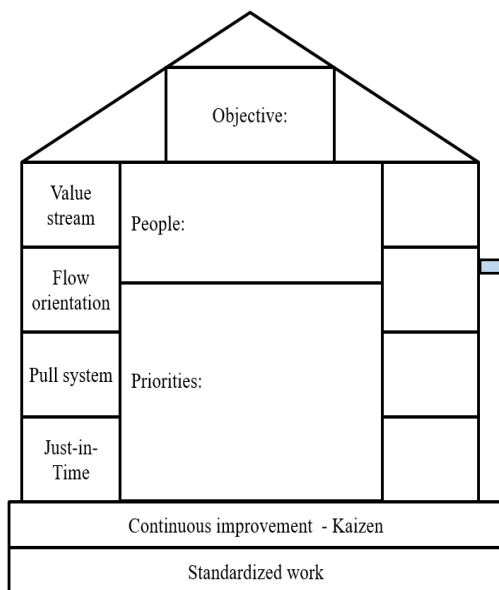 Objective:
Value
stream
People:
Flow
orientation
Pull system
Priorities:
Just-in-
Time
Continuous improvement - Kaizen
Standardized work